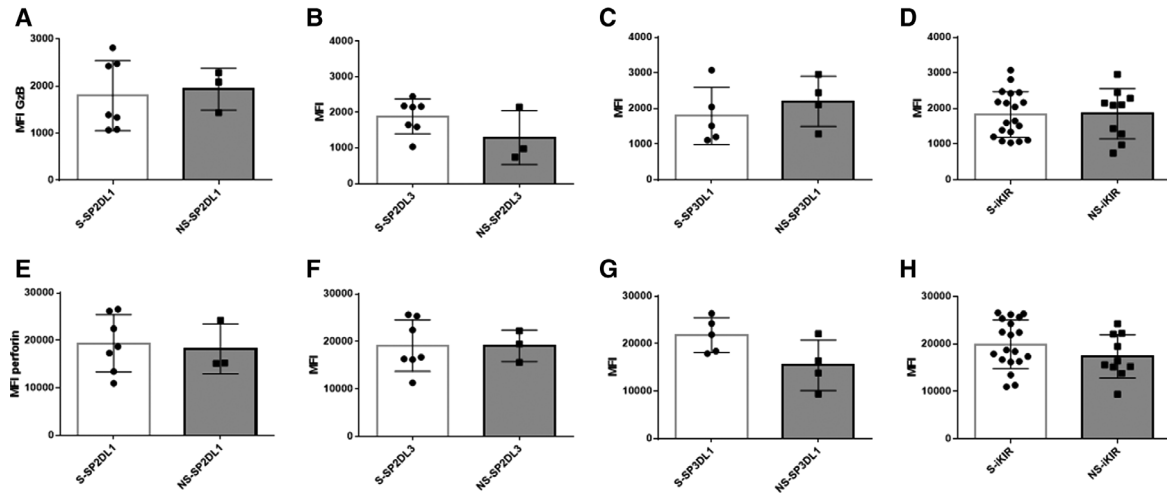 A
B
C
D
MFI GzB
3000
2000
1000
0
S-SP2DL1
NS-SP2DL1
MFI
4000
3000
2000
1000
0
S-SP2DL3
NS-SP2DL3
MFI
4000
3000
2000
1000
0
S-SP3DL1
NS-SP3DL1
MFI
4000
3000
2000
1000
0
S-iKIR
NS-iKIR
E
F
G
H
MFI perforin
30000
20000
10000
0
S-SP2DL1
NS-SP2DL1
MFI
30000
20000
10000
0
S-SP2DL3
NS-SP2DL3
MFI
30000
20000
10000
0
S-SP3DL1
NS-SP3DL1
MFI
30000
20000
10000
0
S-iKIR
NS-iKIR